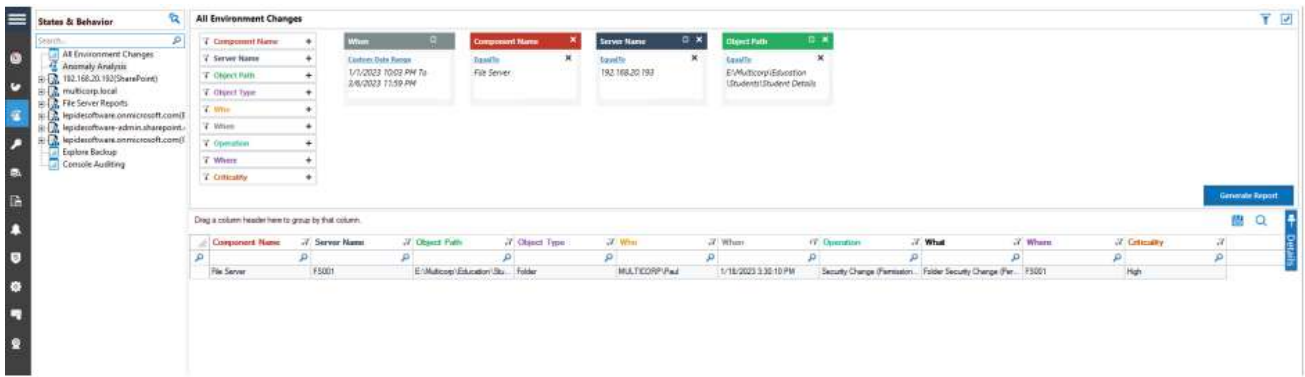 States & Behavior
Search...
All Environment Changes
Anomaly Analysis
192.168.20.192(SharePoint)
multicorp.local
File Server Reports
lepidesoftware.onmicrosoft.com(
lepidesoftware-admin.sharepoint.
lepidesoftware.onmicrosoft.com(
Explore Backup
Console Auditing
All Environment Changes
Component Name +
Server Name +
Object Path +
Object Type +
Who +
When +
Operation +
Where +
Criticality +
When
Custom Date Range
1/1/2023 10:03 PM To
3/6/2023 11:59 PM
Component Name
EqualTo
File Server
Server Name
EqualTo
192.168.20.193
Object Path
EqualTo
E:\Multicorp\Education
\Students\Student Details
Generate Report
Drag a column header here to group by that column.
Details
Component Name Server Name Object Path Object Type Who When Operation What Where Criticality
File Server FS001 E:\Multicorp\Education\Stu... Folder MULTICORP\Paul 1/18/2023 3:30:10 PM Security Change (Permission... Folder Security Change (Per... FS001 High